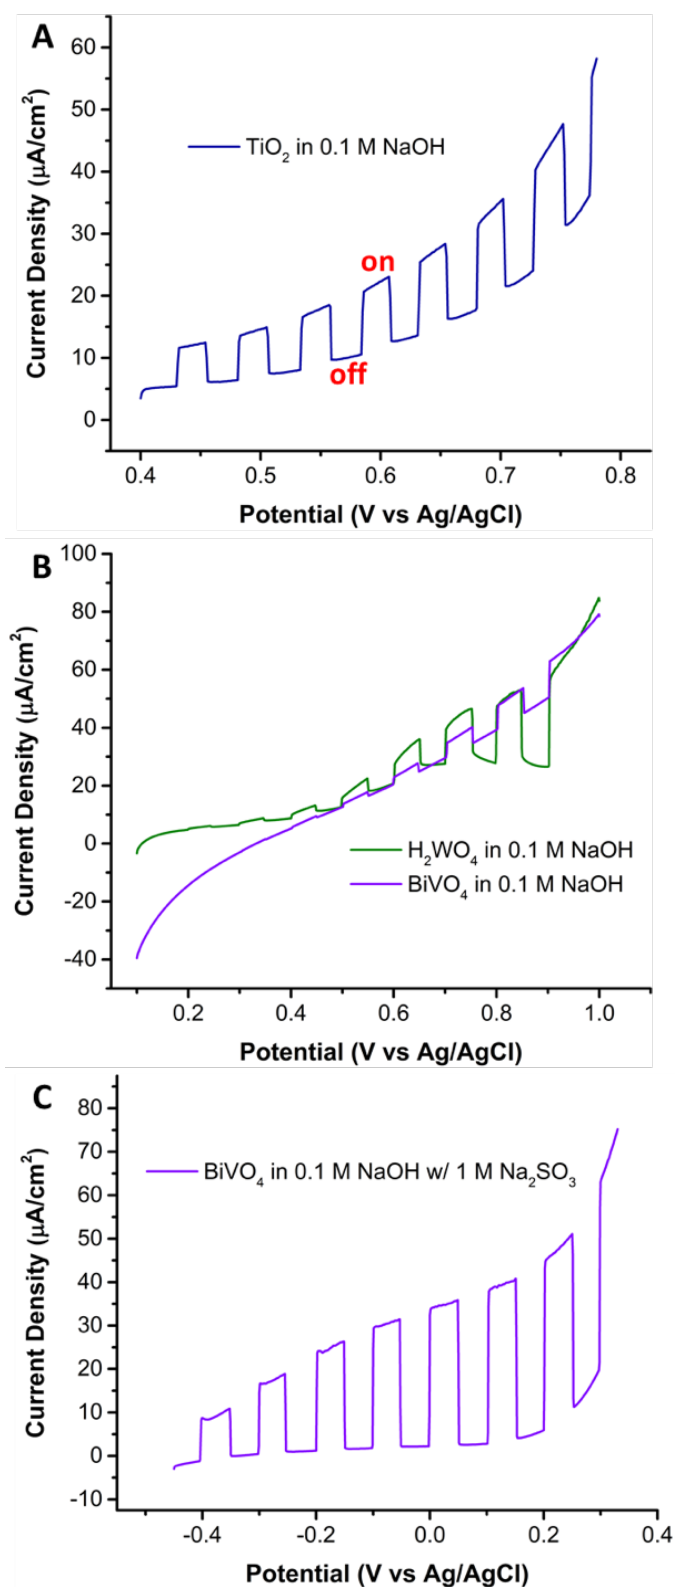 A
60
50
40
30
20
10
0
Current Density (μA/cm²)
TiO₂ in 0.1 M NaOH
on
off
0.4 0.5 0.6 0.7 0.8
Potential (V vs Ag/AgCl)
B
100
80
60
40
20
0
-20
-40
Current Density (μA/cm²)
H₂WO₄ in 0.1 M NaOH
BiVO₄ in 0.1 M NaOH
0.2 0.4 0.6 0.8 1.0
Potential (V vs Ag/AgCl)
C
80
70
60
50
40
30
20
10
0
-10
Current Density (μA/cm²)
BiVO₄ in 0.1 M NaOH w/ 1 M Na₂SO₃
-0.4 -0.2 0.0 0.2 0.4
Potential (V vs Ag/AgCl)